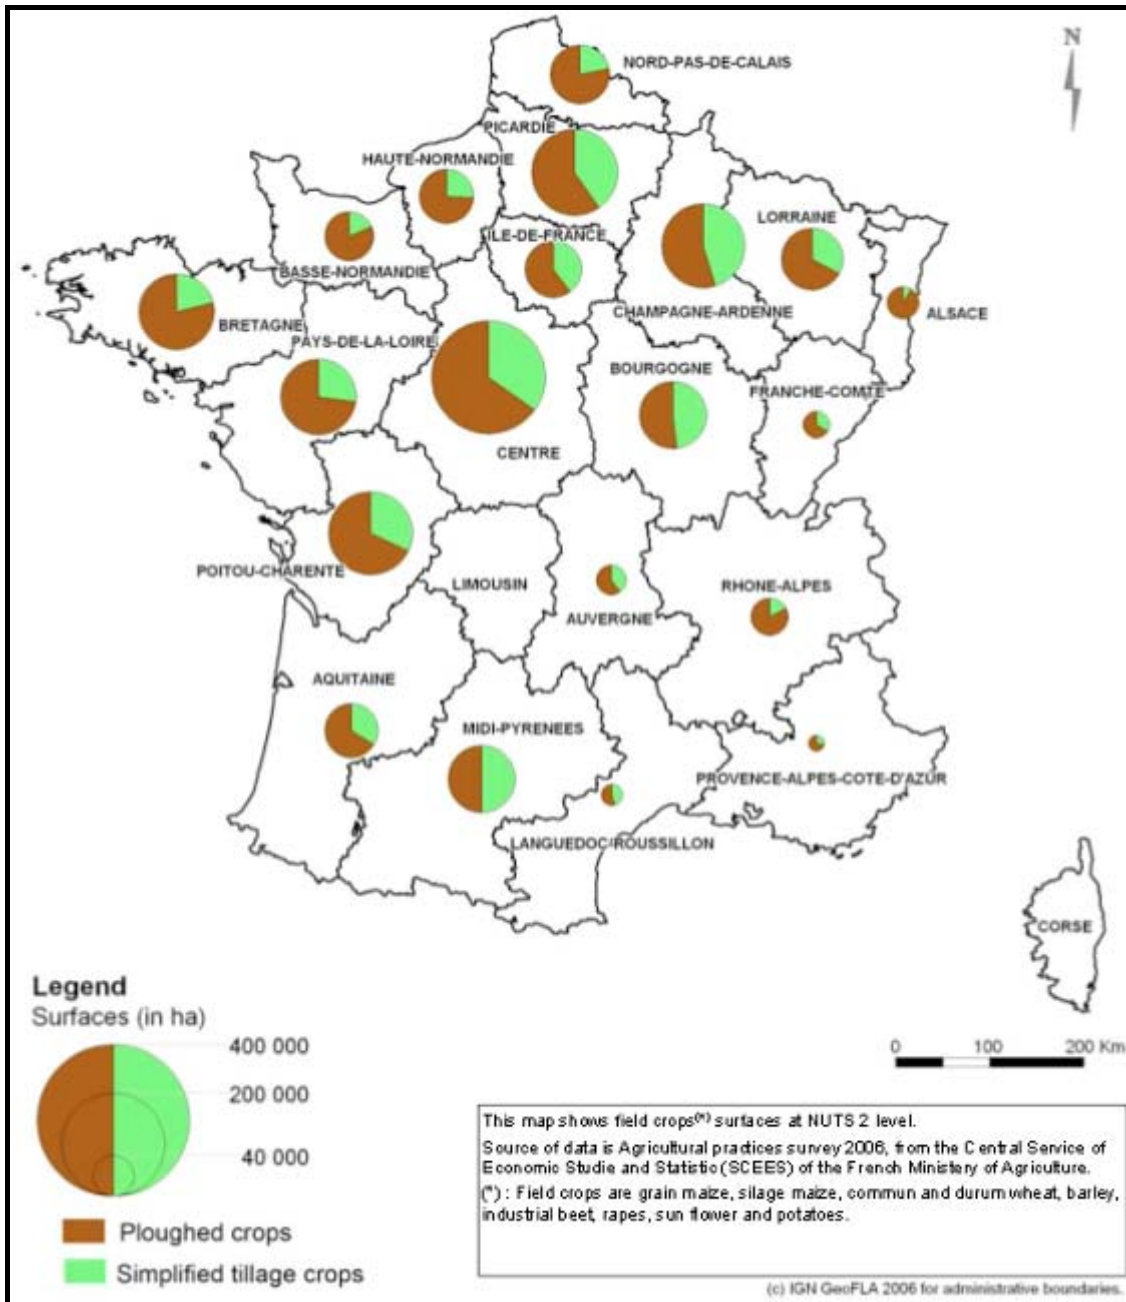 N
NORD-PAS-DE-CALAIS
PICARDIE
HAUTE-NORMANDIE
LORRAINE
ILE-DE-FRANCE
BASSE-NORMANDIE
CHAMPAGNE-ARDENNE
ALSACE
BRETAGNE
PAYS-DE-LA-LOIRE
BOURGOGNE
FRANCHE-COMTE
CENTRE
POITOU-CHARENTE
LIMOUSIN
RHONE-ALPES
AUVERGNE
AQUITAINE
MIDI-PYRENEES
PROVENCE-ALPES-COTE-D'AZUR
LANGUEDOC-ROUSSILLON
CORSE
Legend
Surfaces (in ha)
400 000
200 000
40 000
Ploughed crops
Simplified tillage crops
0 100 200 Km
This map shows field crops(*) surfaces at NUTS 2 level.
Source of data is Agricultural practices survey 2006, from the Central Service of
Economic Studie and Statistic (SCEES) of the French Ministery of Agriculture.
(*) : Field crops are grain maize, silage maize, commun and durum wheat, barley,
industrial beet, rapes, sun flower and potatoes.
(c) IGN GeoFLA 2006 for administrative boundaries.